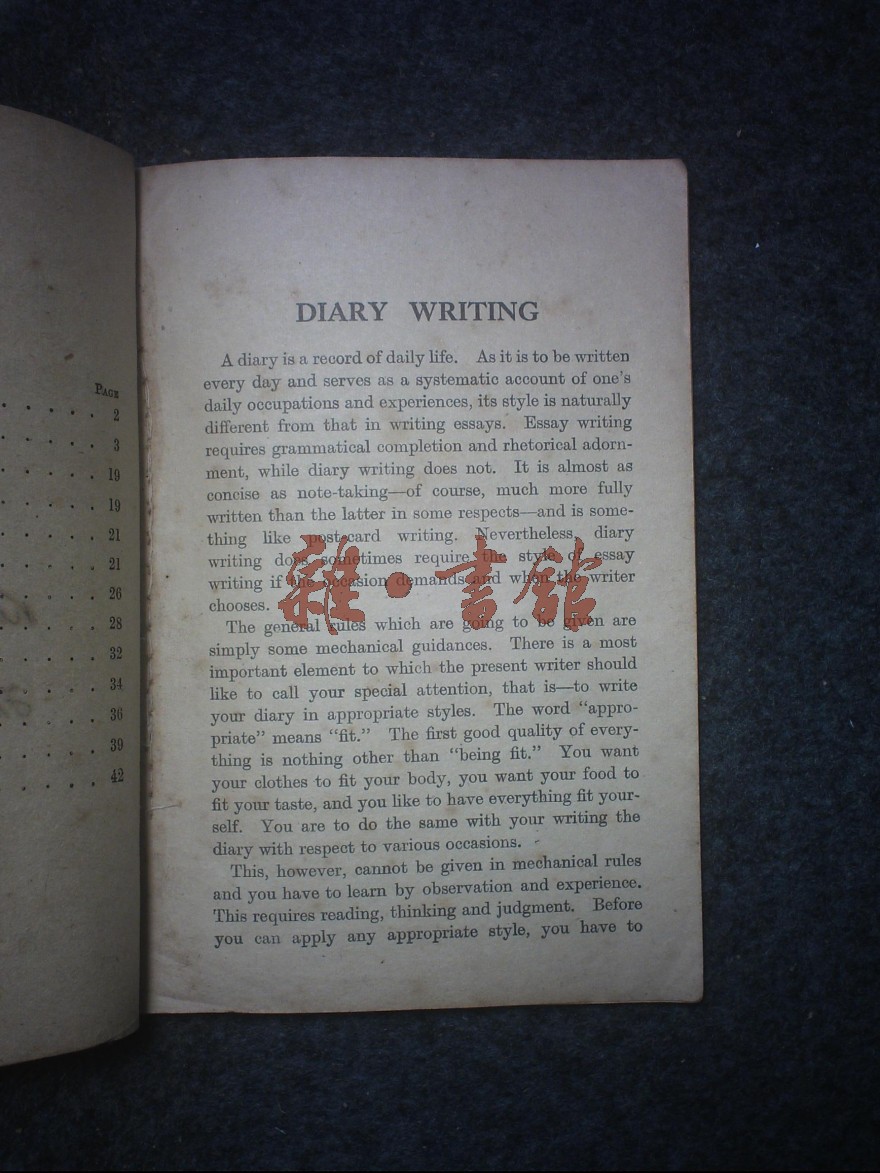 PAGE
2
3
19
19
21
21
26
28
32
34
36
39
42
DIARY WRITING
A diary is a record of daily life. As it is to be written
every day and serves as a systematic account of one's
daily occupations and experiences, its style is naturally
different from that in writing essays. Essay writing
requires grammatical completion and rhetorical adorn-
ment, while diary writing does not. It is almost as
concise as note-taking—of course, much more fully
written than the latter in some respects—and is some-
thing like post-card writing. Nevertheless, diary
writing does sometimes require the style of essay
writing if the occasion demands and when the writer
chooses.
The general rules which are going to be given are
simply some mechanical guidances. There is a most
important element to which the present writer should
like to call your special attention, that is—to write
your diary in appropriate styles. The word "appro-
priate" means "fit." The first good quality of every-
thing is nothing other than "being fit." You want
your clothes to fit your body, you want your food to
fit your taste, and you like to have everything fit your-
self. You are to do the same with your writing the
diary with respect to various occasions.
This, however, cannot be given in mechanical rules
and you have to learn by observation and experience.
This requires reading, thinking and judgment. Before
you can apply any appropriate style, you have to
雜·書館